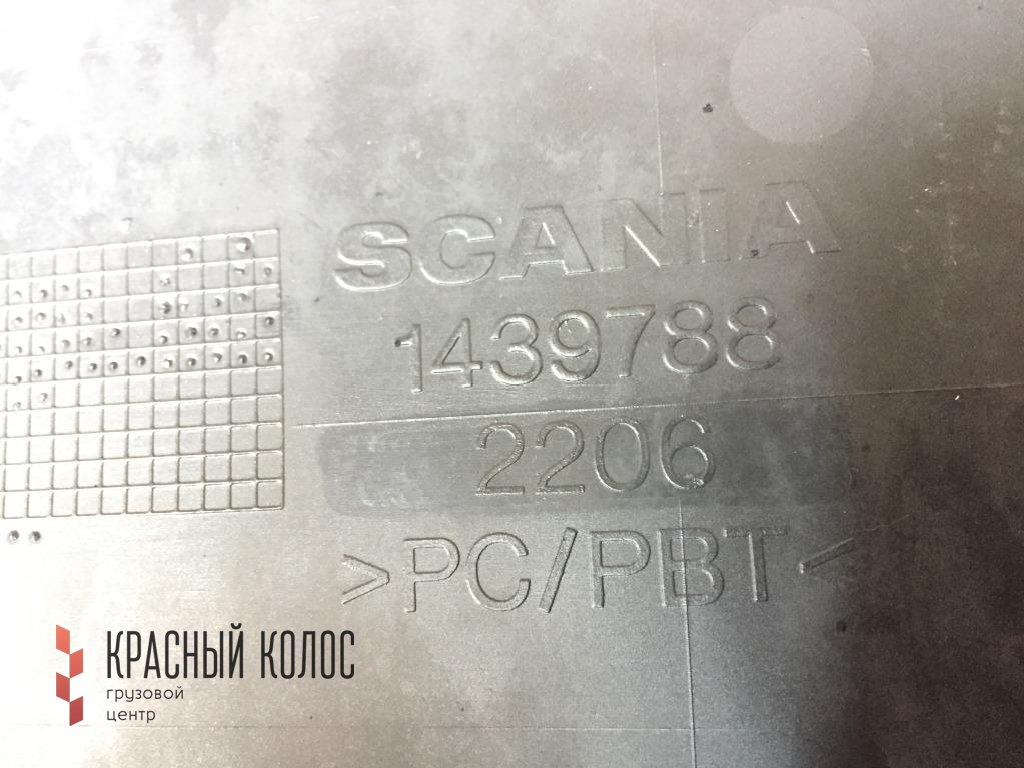 SCANIA
1439788
2206
>PC/PBT<
КРАСНЫЙ КОЛОС
грузовой
центр